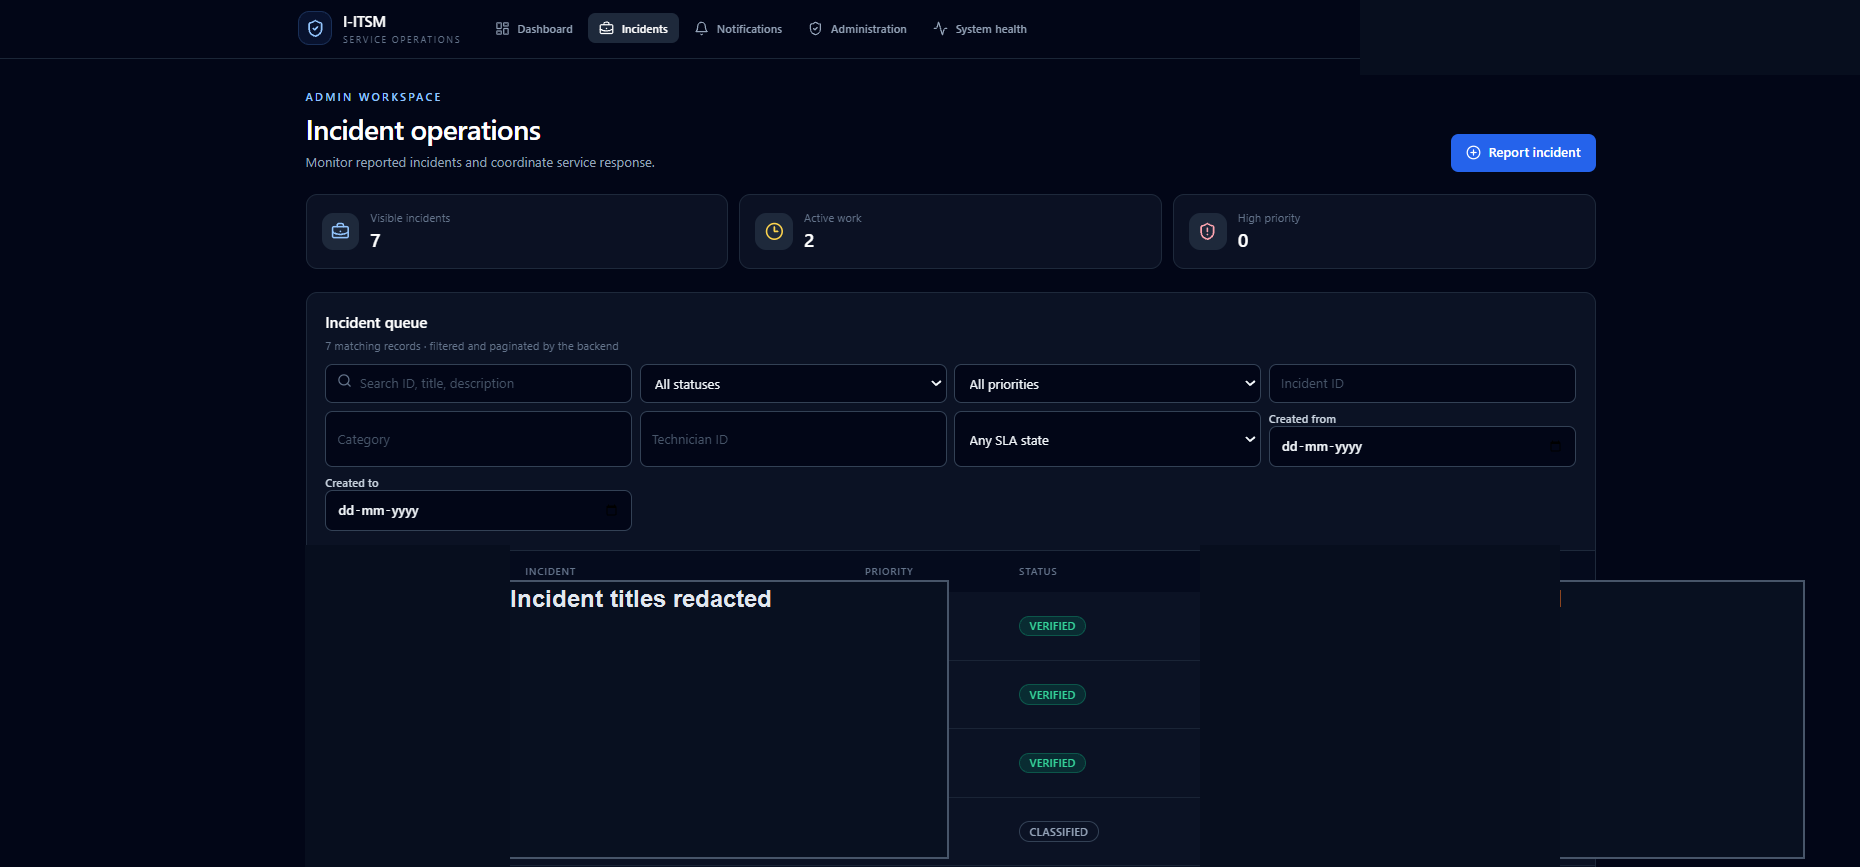 I-ITSM
SERVICE OPERATIONS
Dashboard
Incidents
Notifications
Administration
System health
ADMIN WORKSPACE
Incident operations
Monitor reported incidents and coordinate service response.
Report incident
Visible incidents
7
Active work
2
High priority
0
Incident queue
7 matching records · filtered and paginated by the backend
Search ID, title, description
All statuses
All priorities
Incident ID
Category
Technician ID
Any SLA state
Created from
dd-mm-yyyy
Created to
dd-mm-yyyy
INCIDENT
PRIORITY
STATUS
Incident titles redacted
VERIFIED
VERIFIED
VERIFIED
CLASSIFIED